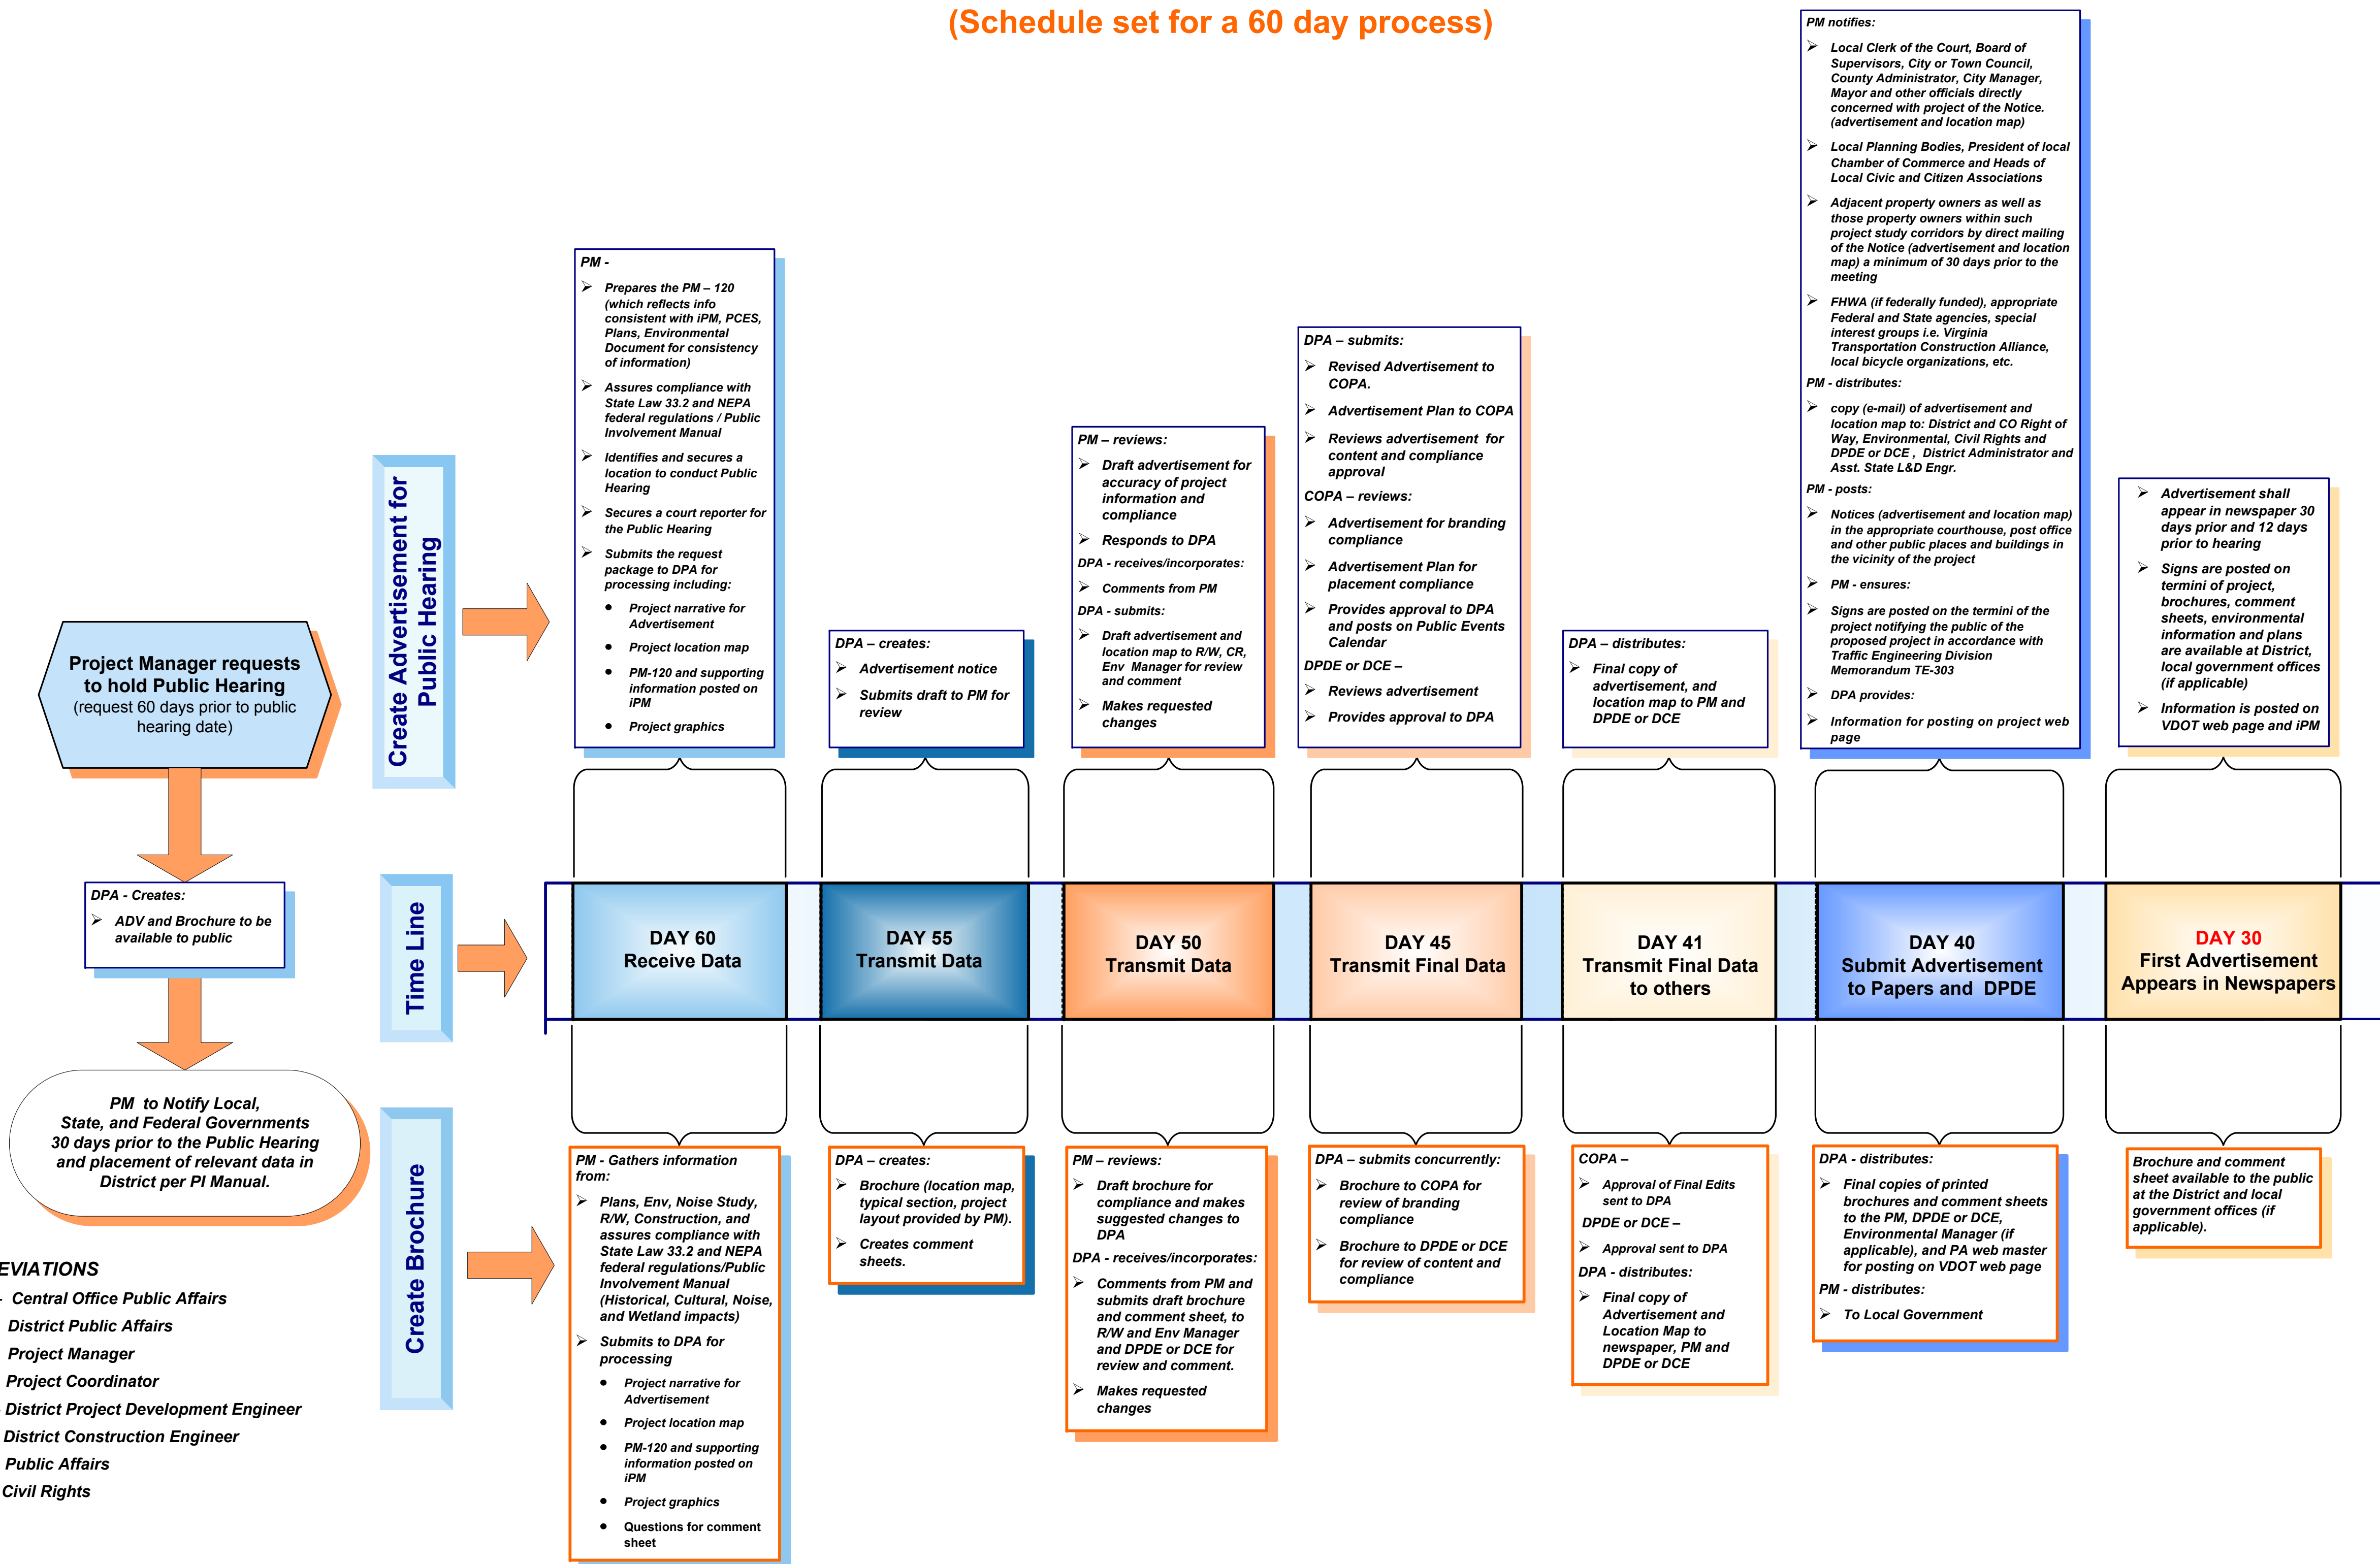 (Schedule set for a 60 day process)
Project Manager requests
to hold Public Hearing
(request 60 days prior to public
hearing date)
DPA - Creates:
➢ ADV and Brochure to be
available to public
PM to Notify Local,
State, and Federal Governments
30 days prior to the Public Hearing
and placement of relevant data in
District per PI Manual.
EVIATIONS
- Central Office Public Affairs
District Public Affairs
Project Manager
Project Coordinator
District Project Development Engineer
District Construction Engineer
Public Affairs
Civil Rights
Create Advertisement for
Public Hearing
PM -
➢ Prepares the PM – 120
(which reflects info
consistent with iPM, PCES,
Plans, Environmental
Document for consistency
of information)
➢ Assures compliance with
State Law 33.2 and NEPA
federal regulations / Public
Involvement Manual
➢ Identifies and secures a
location to conduct Public
Hearing
➢ Secures a court reporter for
the Public Hearing
➢ Submits the request
package to DPA for
processing including:
• Project narrative for
Advertisement
• Project location map
• PM-120 and supporting
information posted on
iPM
• Project graphics
DPA – creates:
➢ Advertisement notice
➢ Submits draft to PM for
review
PM – reviews:
➢ Draft advertisement for
accuracy of project
information and
compliance
➢ Responds to DPA
DPA - receives/incorporates:
➢ Comments from PM
DPA - submits:
➢ Draft advertisement and
location map to R/W, CR,
Env Manager for review
and comment
➢ Makes requested
changes
DPA – submits:
➢ Revised Advertisement to
COPA.
➢ Advertisement Plan to COPA
➢ Reviews advertisement for
content and compliance
approval
COPA – reviews:
➢ Advertisement for branding
compliance
➢ Advertisement Plan for
placement compliance
➢ Provides approval to DPA
and posts on Public Events
Calendar
DPDE or DCE –
➢ Reviews advertisement
➢ Provides approval to DPA
DPA – distributes:
➢ Final copy of
advertisement, and
location map to PM and
DPDE or DCE
PM notifies:
➢ Local Clerk of the Court, Board of
Supervisors, City or Town Council,
County Administrator, City Manager,
Mayor and other officials directly
concerned with project of the Notice.
(advertisement and location map)
➢ Local Planning Bodies, President of local
Chamber of Commerce and Heads of
Local Civic and Citizen Associations
➢ Adjacent property owners as well as
those property owners within such
project study corridors by direct mailing
of the Notice (advertisement and location
map) a minimum of 30 days prior to the
meeting
➢ FHWA (if federally funded), appropriate
Federal and State agencies, special
interest groups i.e. Virginia
Transportation Construction Alliance,
local bicycle organizations, etc.
PM - distributes:
➢ copy (e-mail) of advertisement and
location map to: District and CO Right of
Way, Environmental, Civil Rights and
DPDE or DCE , District Administrator and
Asst. State L&D Engr.
PM - posts:
➢ Notices (advertisement and location map)
in the appropriate courthouse, post office
and other public places and buildings in
the vicinity of the project
➢ PM - ensures:
➢ Signs are posted on the termini of the
project notifying the public of the
proposed project in accordance with
Traffic Engineering Division
Memorandum TE-303
➢ DPA provides:
➢ Information for posting on project web
page
➢ Advertisement shall
appear in newspaper 30
days prior and 12 days
prior to hearing
➢ Signs are posted on
termini of project,
brochures, comment
sheets, environmental
information and plans
are available at District,
local government offices
(if applicable)
➢ Information is posted on
VDOT web page and iPM
Time Line
DAY 60
Receive Data
DAY 55
Transmit Data
DAY 50
Transmit Data
DAY 45
Transmit Final Data
DAY 41
Transmit Final Data
to others
DAY 40
Submit Advertisement
to Papers and DPDE
DAY 30
First Advertisement
Appears in Newspapers
Create Brochure
PM - Gathers information
from:
➢ Plans, Env, Noise Study,
R/W, Construction, and
assures compliance with
State Law 33.2 and NEPA
federal regulations/Public
Involvement Manual
(Historical, Cultural, Noise,
and Wetland impacts)
➢ Submits to DPA for
processing
• Project narrative for
Advertisement
• Project location map
• PM-120 and supporting
information posted on
iPM
• Project graphics
• Questions for comment
sheet
DPA – creates:
➢ Brochure (location map,
typical section, project
layout provided by PM).
➢ Creates comment
sheets.
PM – reviews:
➢ Draft brochure for
compliance and makes
suggested changes to
DPA
DPA - receives/incorporates:
➢ Comments from PM and
submits draft brochure
and comment sheet, to
R/W and Env Manager
and DPDE or DCE for
review and comment.
➢ Makes requested
changes
DPA – submits concurrently:
➢ Brochure to COPA for
review of branding
compliance
➢ Brochure to DPDE or DCE
for review of content and
compliance
COPA –
➢ Approval of Final Edits
sent to DPA
DPDE or DCE –
➢ Approval sent to DPA
DPA - distributes:
➢ Final copy of
Advertisement and
Location Map to
newspaper, PM and
DPDE or DCE
DPA - distributes:
➢ Final copies of printed
brochures and comment sheets
to the PM, DPDE or DCE,
Environmental Manager (if
applicable), and PA web master
for posting on VDOT web page
PM - distributes:
➢ To Local Government
Brochure and comment
sheet available to the public
at the District and local
government offices (if
applicable).